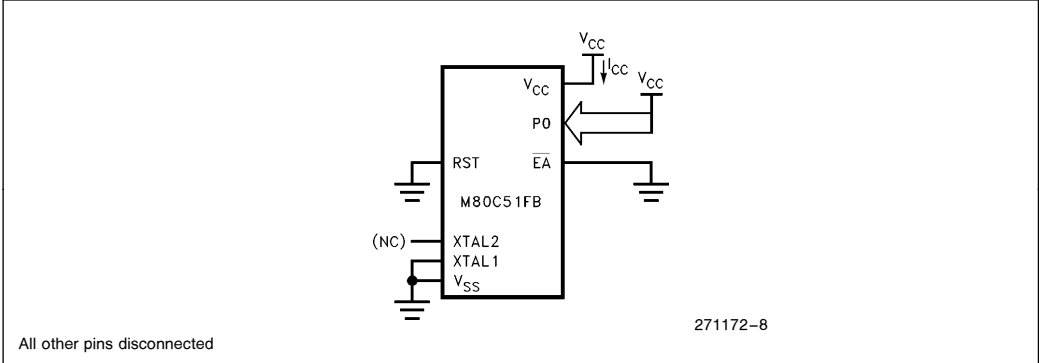 VCC
ICC
VCC
VCC
P0
RST
EA
M80C51FB
(NC)
XTAL2
XTAL1
VSS
271172–8
All other pins disconnected